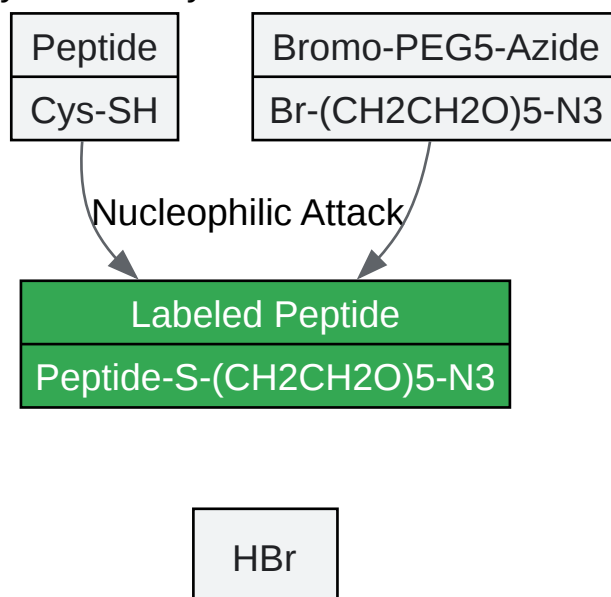 Peptide
Cys-SH
Bromo-PEG5-Azide
Br-(CH2CH2O)5-N3
Nucleophilic Attack
Labeled Peptide
Peptide-S-(CH2CH2O)5-N3
HBr